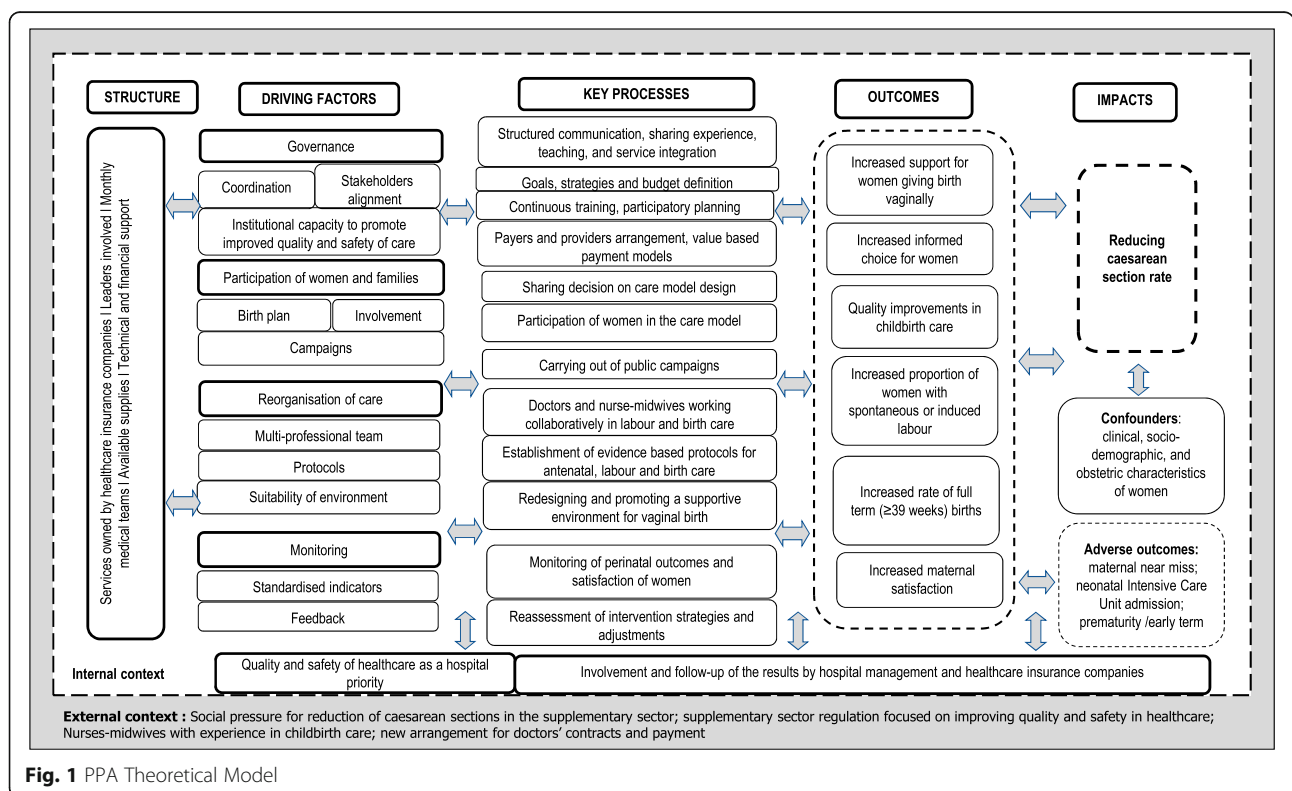 STRUCTURE
DRIVING FACTORS
KEY PROCESSES
OUTCOMES
IMPACTS
Services owned by healthcare insurance companies I Leaders involved I Monthly
medical teams I Available supplies I Technical and financial support
Governance
Coordination
Stakeholders
alignment
Institutional capacity to promote
improved quality and safety of care
Participation of women and families
Birth plan
Involvement
Campaigns
Reorganisation of care
Multi-professional team
Protocols
Suitability of environment
Monitoring
Standardised indicators
Feedback
Structured communication, sharing experience,
teaching, and service integration
Goals, strategies and budget definition
Continuous training, participatory planning
Payers and providers arrangement, value based
payment models
Sharing decision on care model design
Participation of women in the care model
Carrying out of public campaigns
Doctors and nurse-midwives working
collaboratively in labour and birth care
Establishment of evidence based protocols for
antenatal, labour and birth care
Redesigning and promoting a supportive
environment for vaginal birth
Monitoring of perinatal outcomes and
satisfaction of women
Reassessment of intervention strategies and
adjustments
Increased support for
women giving birth
vaginally
Increased informed
choice for women
Quality improvements in
childbirth care
Increased proportion of
women with
spontaneous or induced
labour
Increased rate of full
term (≥39 weeks) births
Increased maternal
satisfaction
Reducing
caesarean
section rate
Confounders:
clinical, socio-
demographic, and
obstetric characteristics
of women
Adverse outcomes:
maternal near miss;
neonatal Intensive Care
Unit admission;
prematurity /early term
Internal context
Quality and safety of healthcare as a hospital
priority
Involvement and follow-up of the results by hospital management and healthcare insurance companies
External context : Social pressure for reduction of caesarean sections in the supplementary sector; supplementary sector regulation focused on improving quality and safety in healthcare;
Nurses-midwives with experience in childbirth care; new arrangement for doctors' contracts and payment
Fig. 1 PPA Theoretical Model